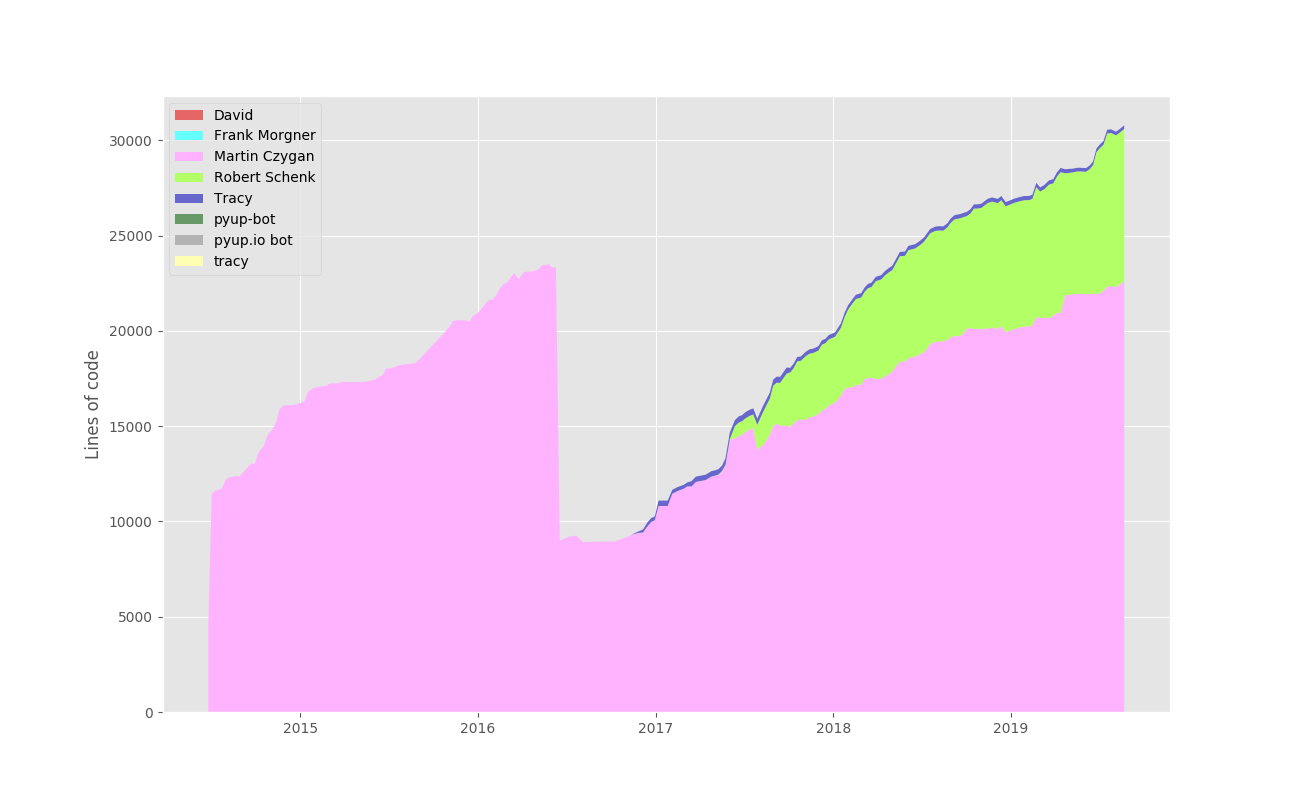 David
Frank Morgner
Martin Czygan
Robert Schenk
Tracy
pyup-bot
pyup.io bot
tracy
Lines of code
30000
25000
20000
15000
10000
5000
0
2015 2016 2017 2018 2019